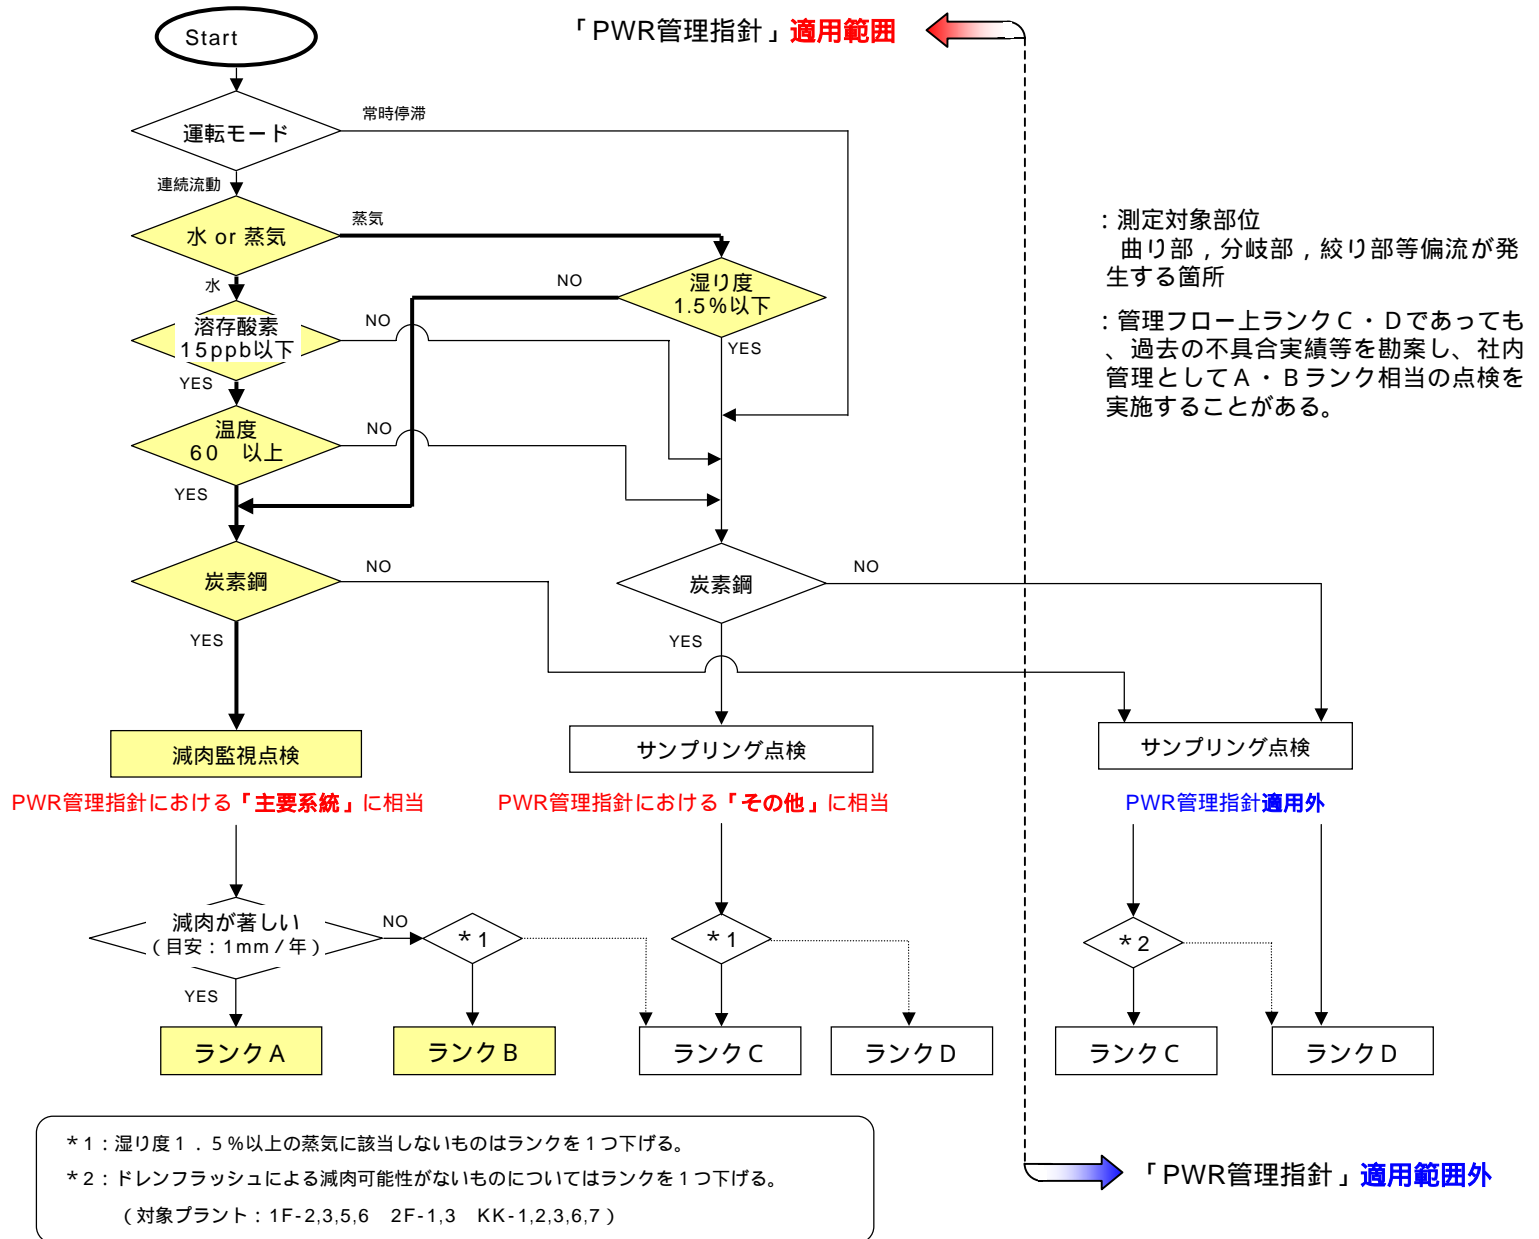 「PWR管理指針」適用範囲
Start
運転モード
常時停滞
連続流動
水 or 蒸気
蒸気
水
湿り度
1.5%以下
NO
YES
溶存酸素
15ppb以下
NO
YES
温度
60　以上
NO
YES
炭素鋼
NO
YES
炭素鋼
NO
YES
：測定対象部位
曲り部，分岐部，絞り部等偏流が発
生する箇所
：管理フロー上ランクＣ・Ｄであっても
、過去の不具合実績等を勘案し、社内
管理としてＡ・Ｂランク相当の点検を
実施することがある。
減肉監視点検
サンプリング点検
サンプリング点検
PWR管理指針における「主要系統」に相当
PWR管理指針における「その他」に相当
PWR管理指針適用外
減肉が著しい
（目安：1mm／年）
NO
YES
＊1
＊1
＊2
ランクＡ
ランクＢ
ランクＣ
ランクＤ
ランクＣ
ランクＤ
＊1：湿り度１．５％以上の蒸気に該当しないものはランクを１つ下げる。
＊2：ドレンフラッシュによる減肉可能性がないものについてはランクを１つ下げる。
（対象プラント：1F-2,3,5,6　2F-1,3　KK-1,2,3,6,7）
「PWR管理指針」適用範囲外